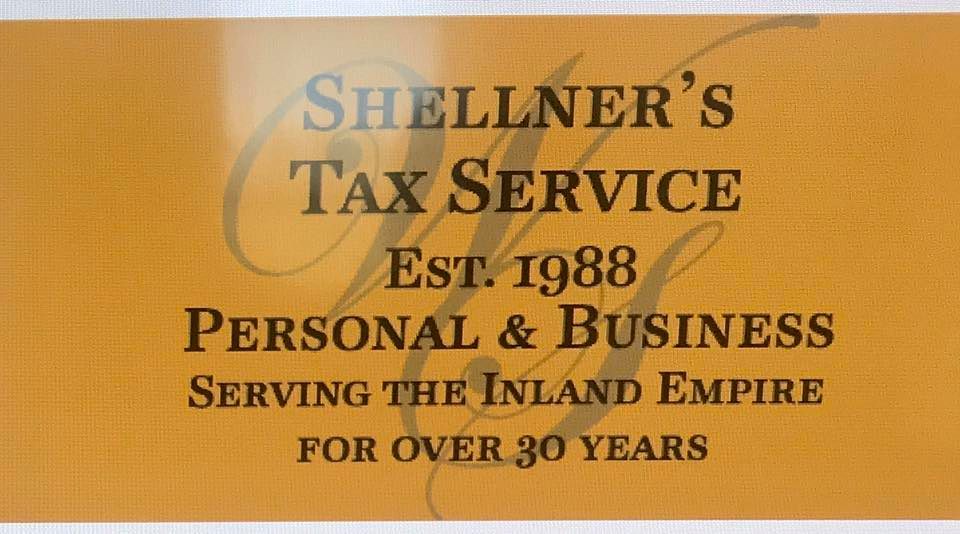 Shellner's
Tax Service
Est. 1988
Personal & Business
Serving the Inland Empire
for over 30 years